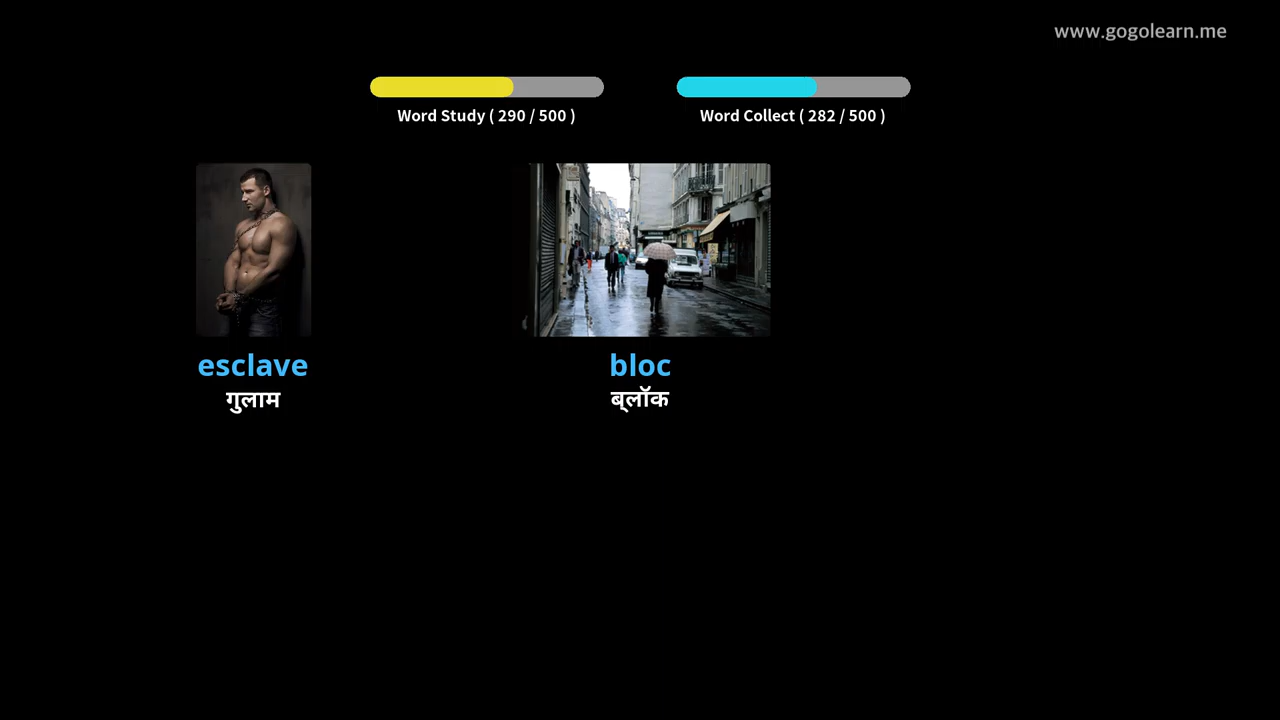 www.gogolearn.me
Word Study ( 290 / 500 )
Word Collect ( 282 / 500 )
esclave
गुलाम
bloc
ब्लॉक